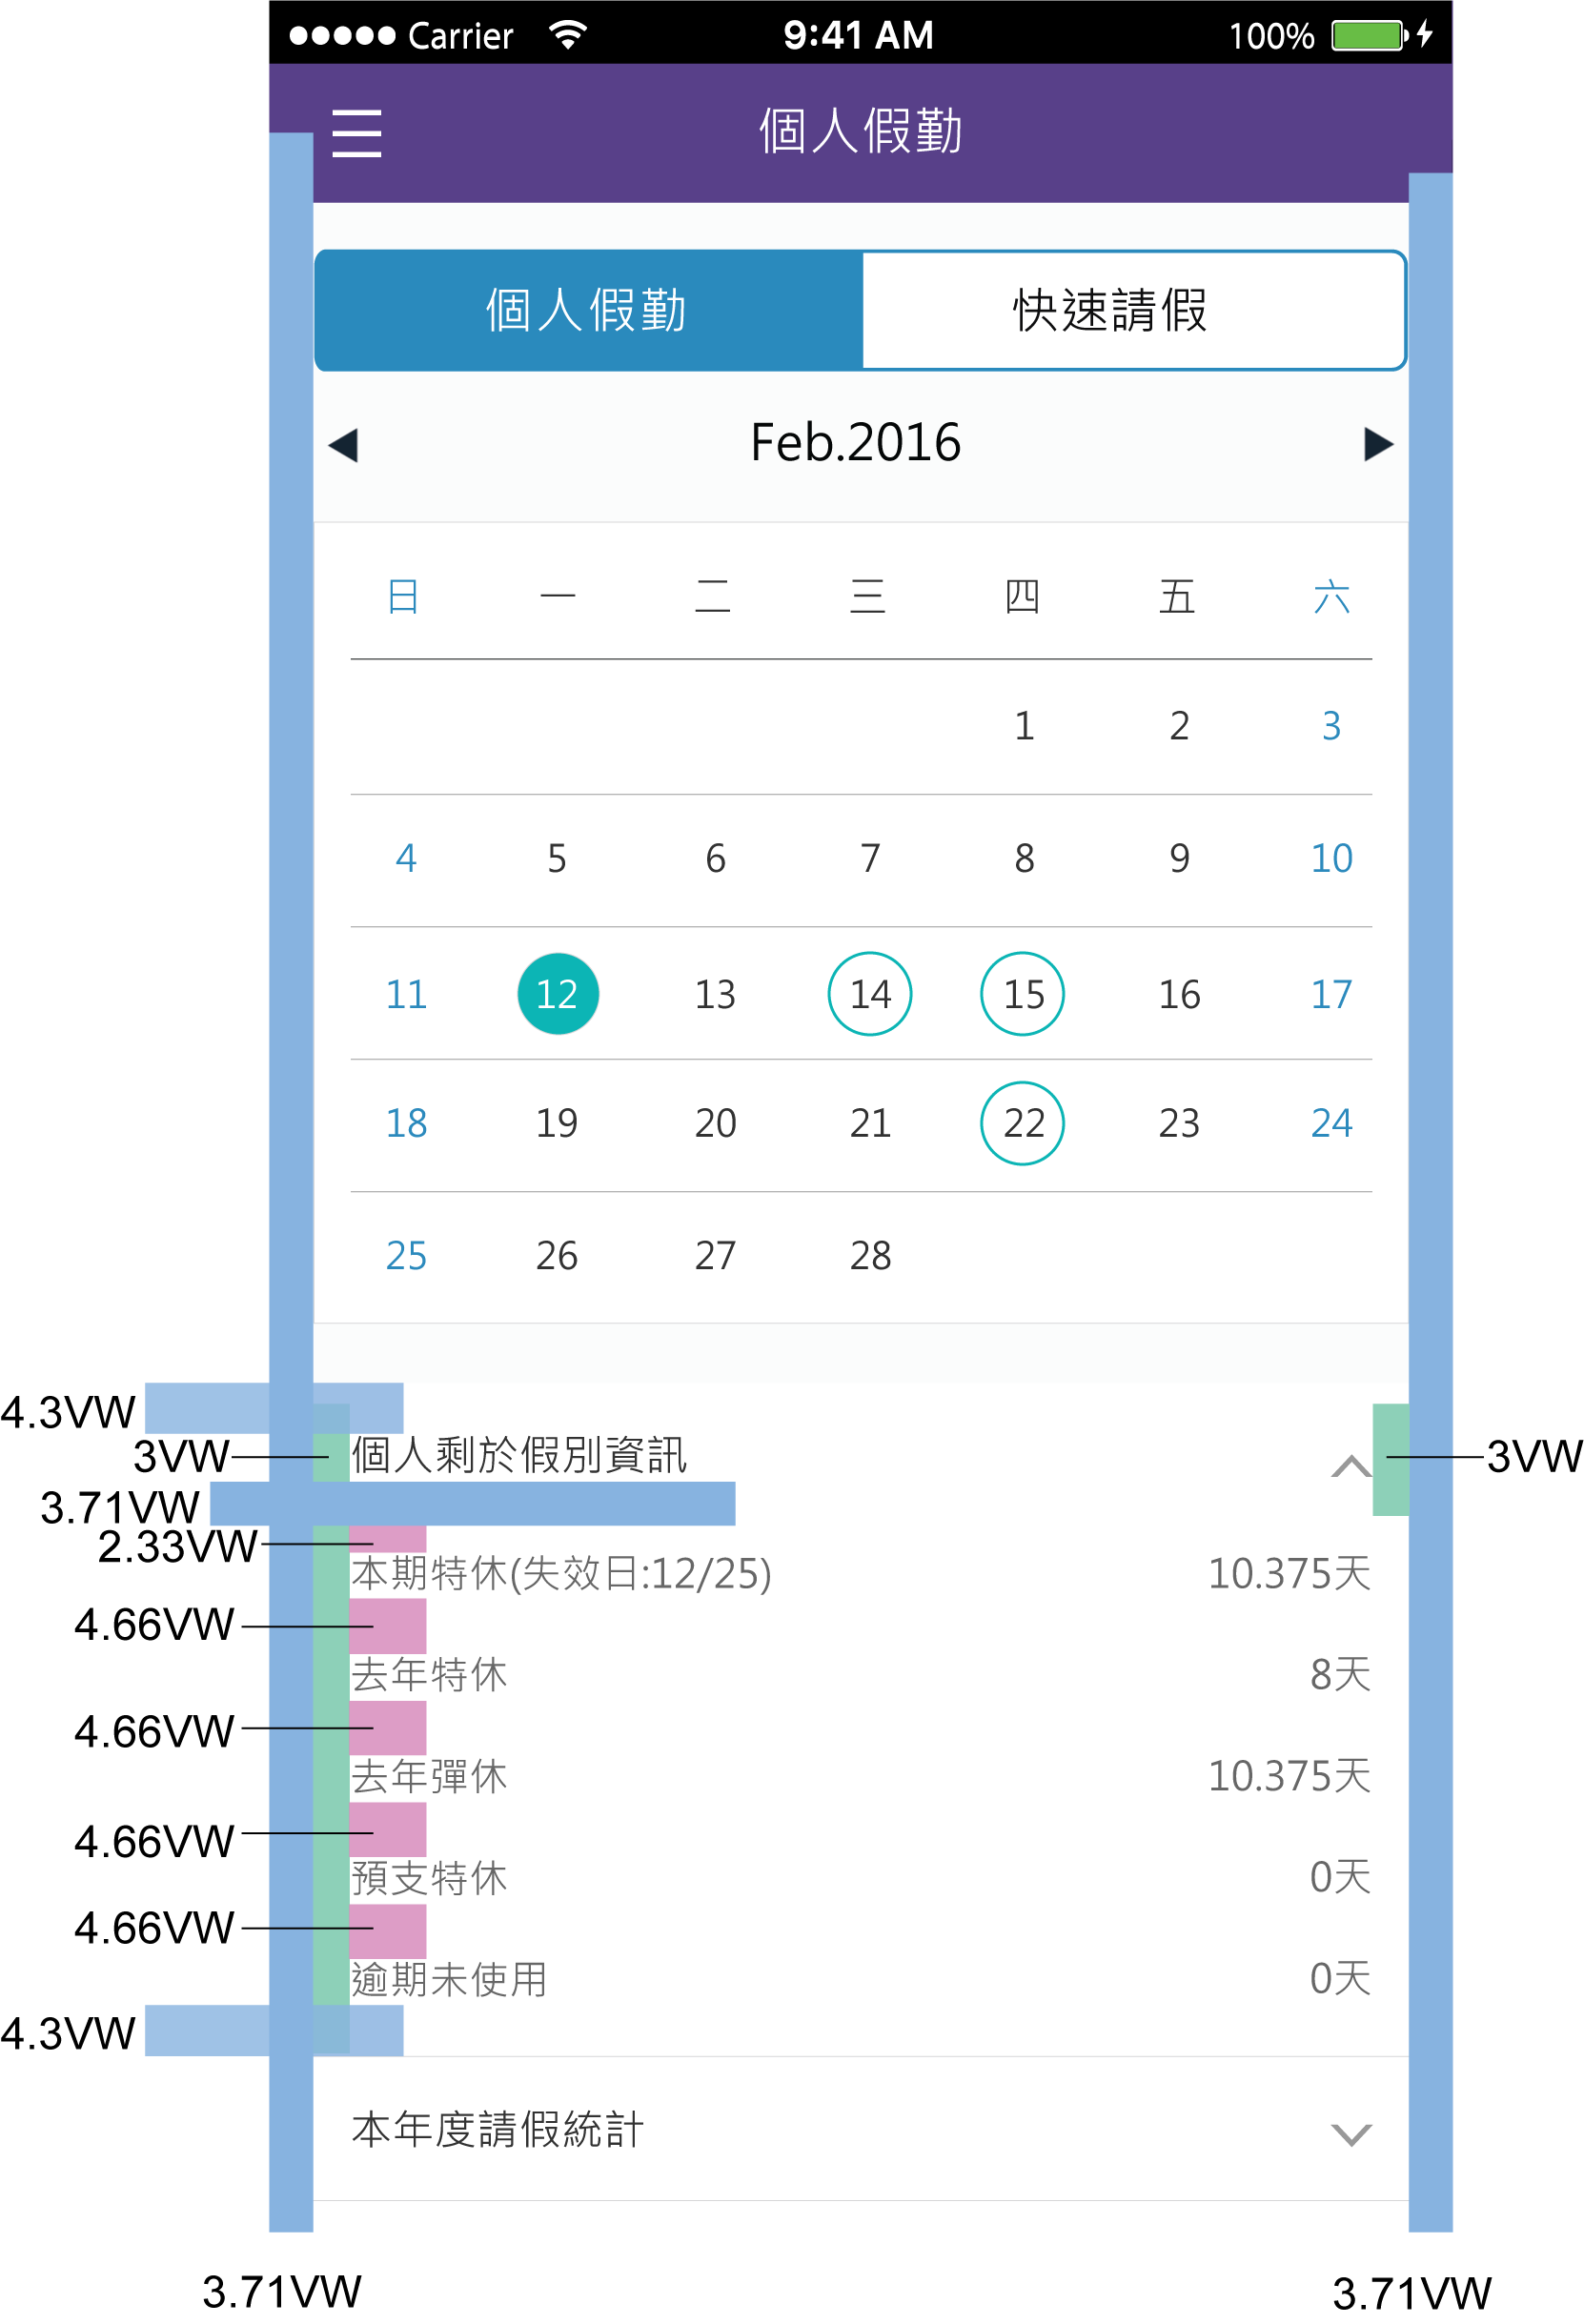 Carrier 9:41 AM 100%
個人假勤
個人假勤 快速請假
Feb.2016
日 一 二 三 四 五 六
1 2 3
4 5 6 7 8 9 10
11 12 13 14 15 16 17
18 19 20 21 22 23 24
25 26 27 28
4.3VW
3VW 個人剩於假別資訊 3VW
3.71VW
2.33VW
本期特休(失效日:12/25) 10.375天
4.66VW
去年特休 8天
4.66VW
去年彈休 10.375天
4.66VW
預支特休 0天
4.66VW
逾期未使用 0天
4.3VW
本年度請假統計
3.71VW 3.71VW